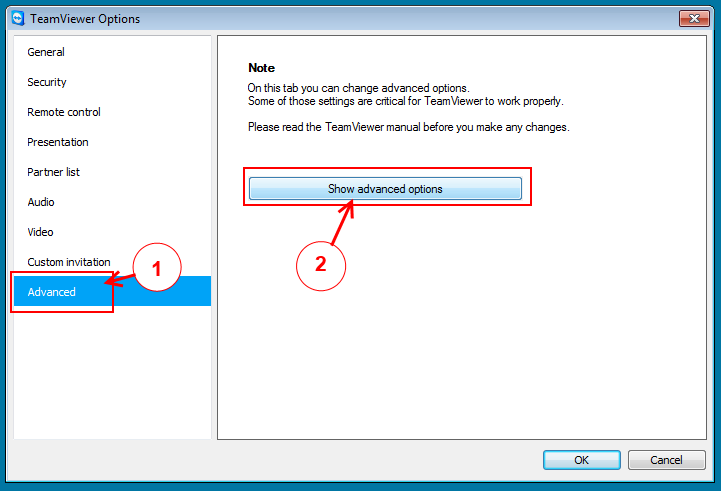 TeamViewer Options
General
Security
Remote control
Presentation
Partner list
Audio
Video
Custom invitation
Advanced
1
Note
On this tab you can change advanced options.
Some of those settings are critical for TeamViewer to work properly.
Please read the TeamViewer manual before you make any changes.
Show advanced options
2
OK
Cancel